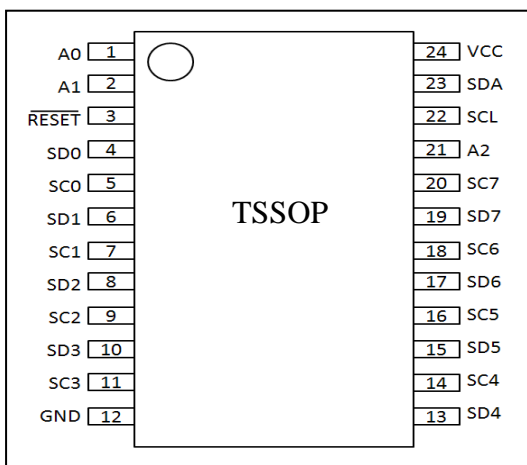 A0 1 24 VCC
A1 2 23 SDA
RESET 3 22 SCL
SD0 4 21 A2
SC0 5 20 SC7
SD1 6 TSSOP 19 SD7
SC1 7 18 SC6
SD2 8 17 SD6
SC2 9 16 SC5
SD3 10 15 SD5
SC3 11 14 SC4
GND 12 13 SD4